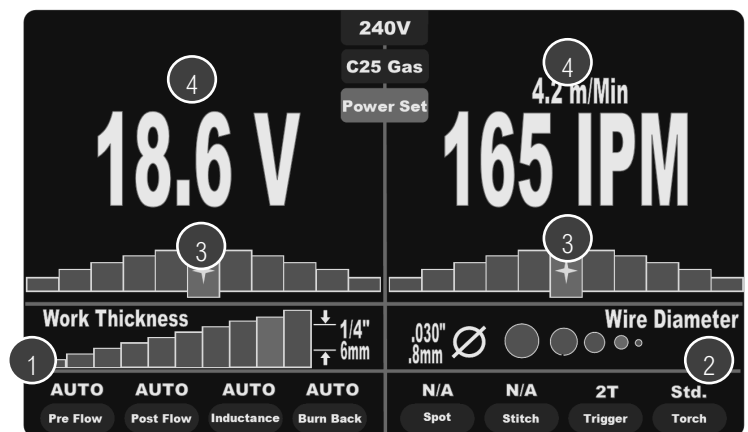 240V
C25 Gas
Power Set
4
18.6 V
3
4
4.2 m/Min
165 IPM
3
Work Thickness
1/4"
6mm
1
AUTO AUTO AUTO AUTO
Pre Flow Post Flow Inductance Burn Back
Wire Diameter
.030"
.8mm
2
N/A N/A 2T Std.
Spot Stitch Trigger Torch